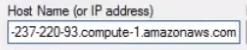 Host Name (or IP address)
-237-220-93.compute-1.amazonaws.com